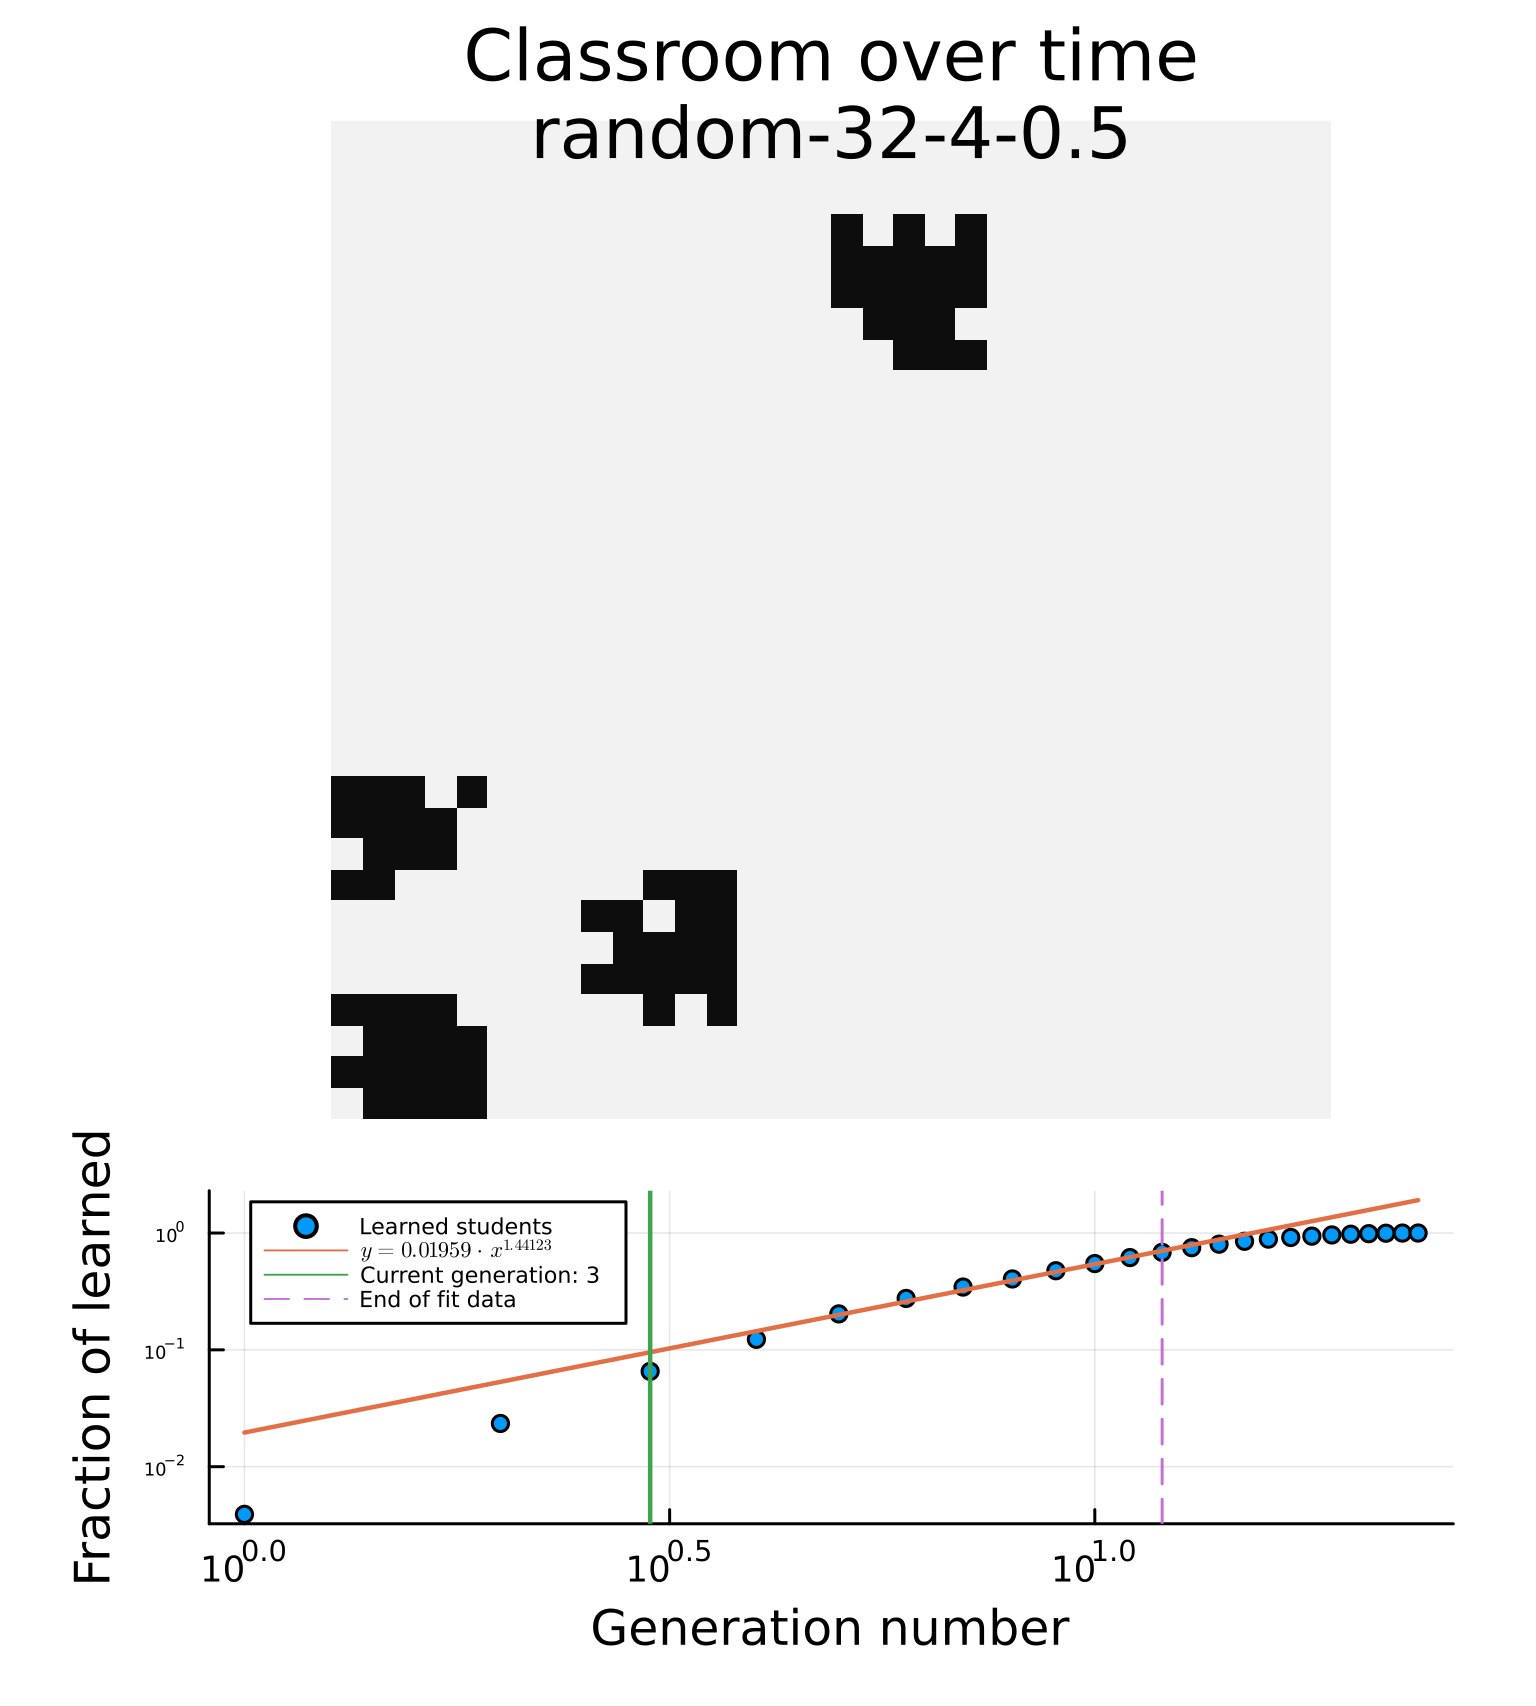 Classroom over time
random-32-4-0.5
Fraction of learned
10⁰
10⁻¹
10⁻²
Learned students
y = 0.01959 · x^1.44123
Current generation: 3
End of fit data
10^0.0
10^0.5
10^1.0
Generation number